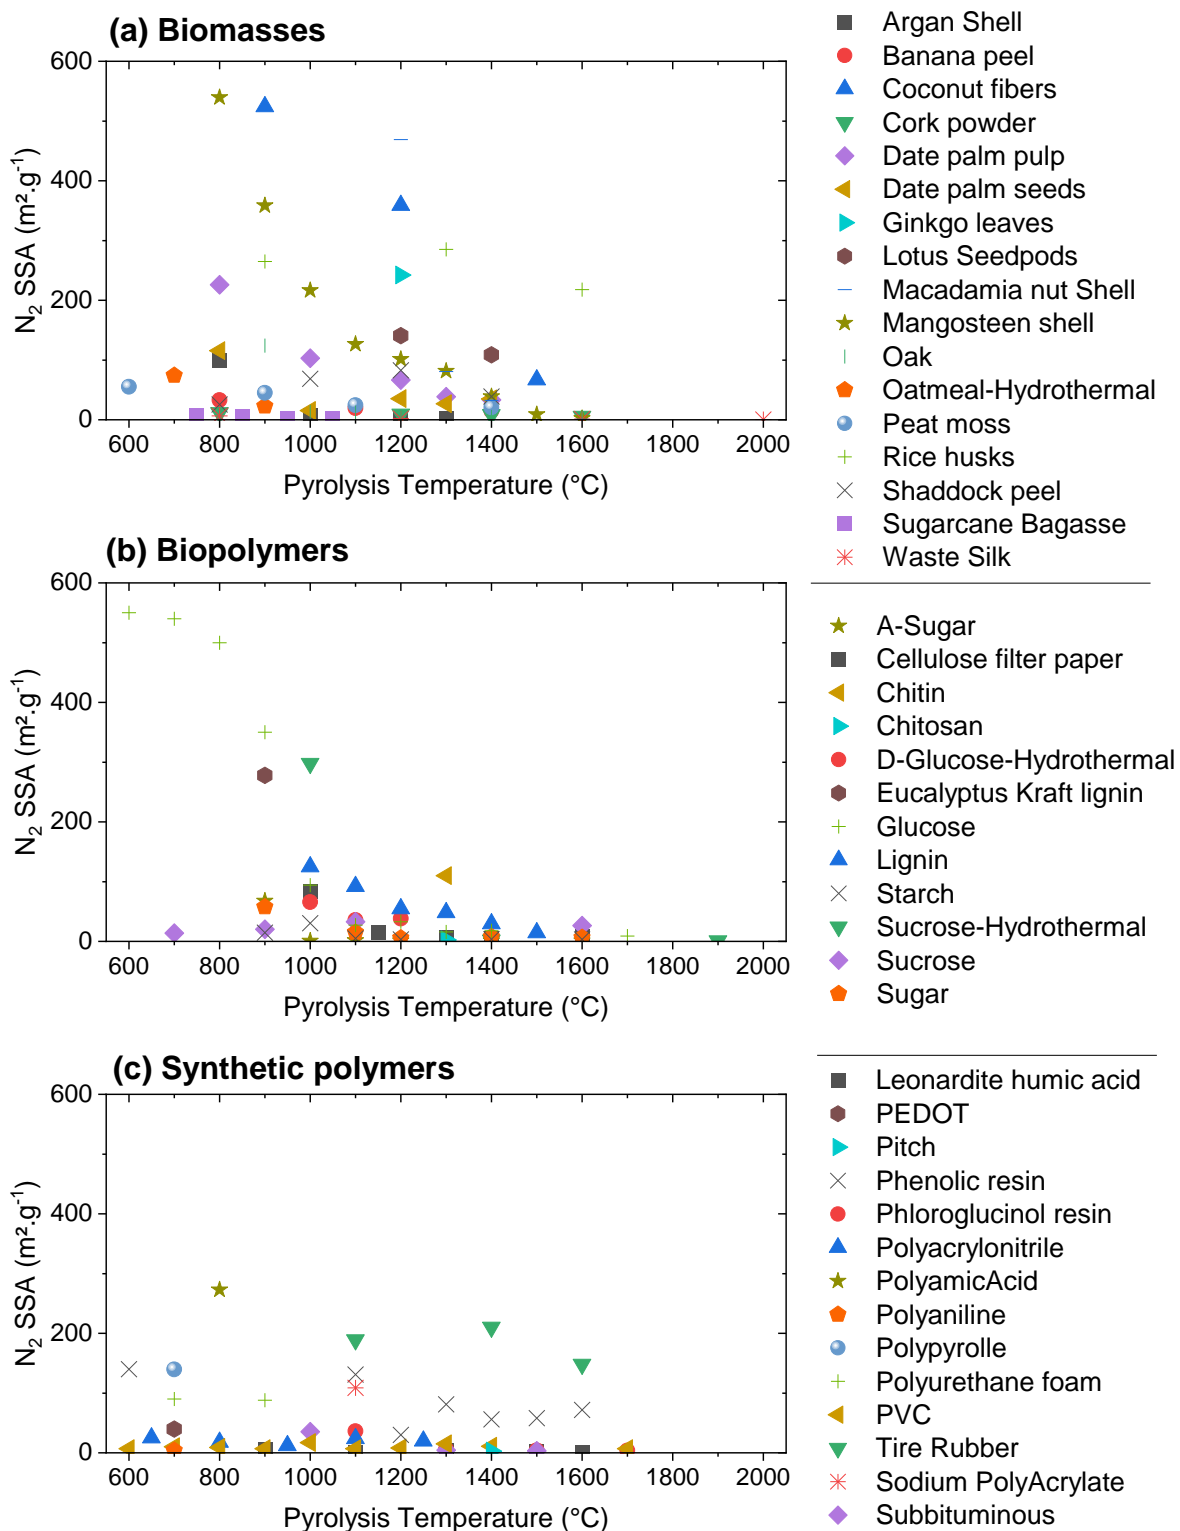 (a) Biomasses
600
400
200
0
N₂ SSA (m².g⁻¹)
600 800 1000 1200 1400 1600 1800 2000
Pyrolysis Temperature (°C)
Argan Shell
Banana peel
Coconut fibers
Cork powder
Date palm pulp
Date palm seeds
Ginkgo leaves
Lotus Seedpods
Macadamia nut Shell
Mangosteen shell
Oak
Oatmeal-Hydrothermal
Peat moss
Rice husks
Shaddock peel
Sugarcane Bagasse
Waste Silk
(b) Biopolymers
600
400
200
0
N₂ SSA (m².g⁻¹)
600 800 1000 1200 1400 1600 1800 2000
Pyrolysis Temperature (°C)
A-Sugar
Cellulose filter paper
Chitin
Chitosan
D-Glucose-Hydrothermal
Eucalyptus Kraft lignin
Glucose
Lignin
Starch
Sucrose-Hydrothermal
Sucrose
Sugar
(c) Synthetic polymers
600
400
200
0
N₂ SSA (m².g⁻¹)
600 800 1000 1200 1400 1600 1800 2000
Pyrolysis Temperature (°C)
Leonardite humic acid
PEDOT
Pitch
Phenolic resin
Phloroglucinol resin
Polyacrylonitrile
PolyamicAcid
Polyaniline
Polypyrolle
Polyurethane foam
PVC
Tire Rubber
Sodium PolyAcrylate
Subbituminous